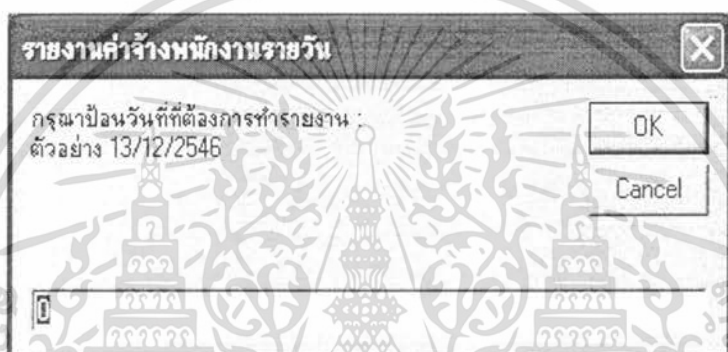 รายงานค่าจ้างพนักงานรายวัน
กรุณาป้อนวันที่ที่ต้องการทำรายงาน :
ตัวอย่าง 13/12/2546
OK
Cancel
0